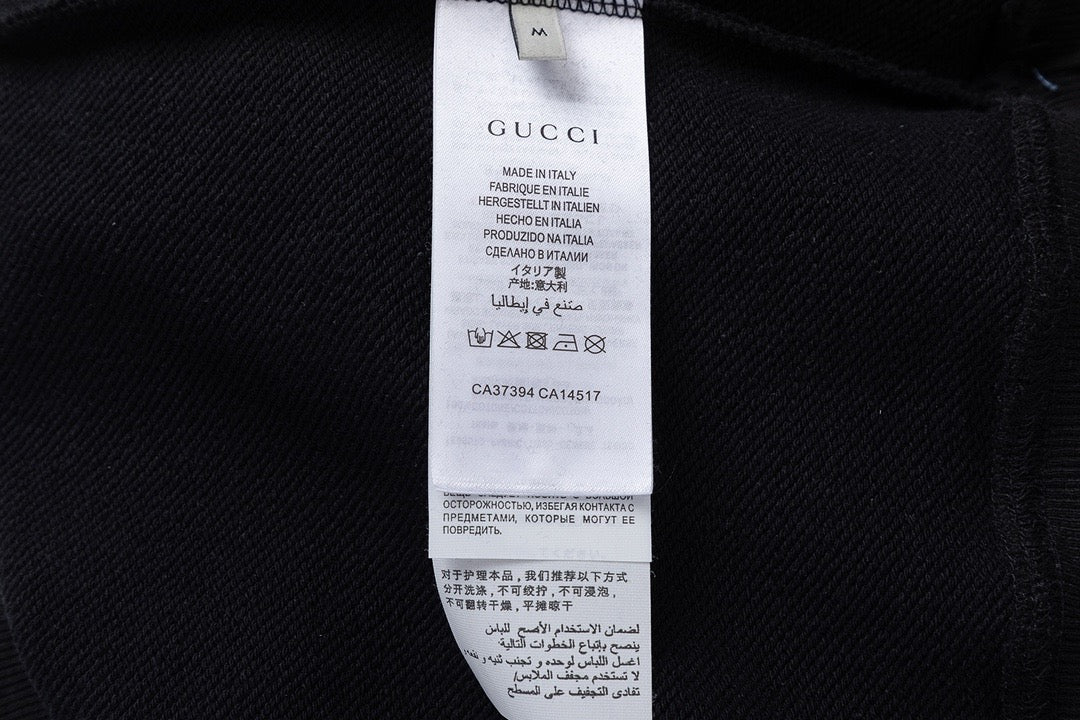 M
GUCCI
MADE IN ITALY
FABRIQUE EN ITALIE
HERGESTELLT IN ITALIEN
HECHO EN ITALIA
PRODUZIDO NA ITALIA
СДЕЛАНО В ИТАЛИИ
イタリア製
产地:意大利
صنع في إيطاليا
CA37394 CA14517
ОСТОРОЖНОСТЬЮ, ИЗБЕГАЯ КОНТАКТА С
ПРЕДМЕТАМИ, КОТОРЫЕ МОГУТ ЕЕ
ПОВРЕДИТЬ.
对于护理本品，我们推荐以下方式
分开洗涤，不可绞拧，不可浸泡，
不可翻转干燥，平摊晾干
لضمان الاستخدام الأصح للباس
ينصح بإتباع الخطوات التالية:
اغسل اللباس لوحده و تجنب ثنيه و
لا تستخدم مجفف الملابس/
تفادى التجفيف على المسطح